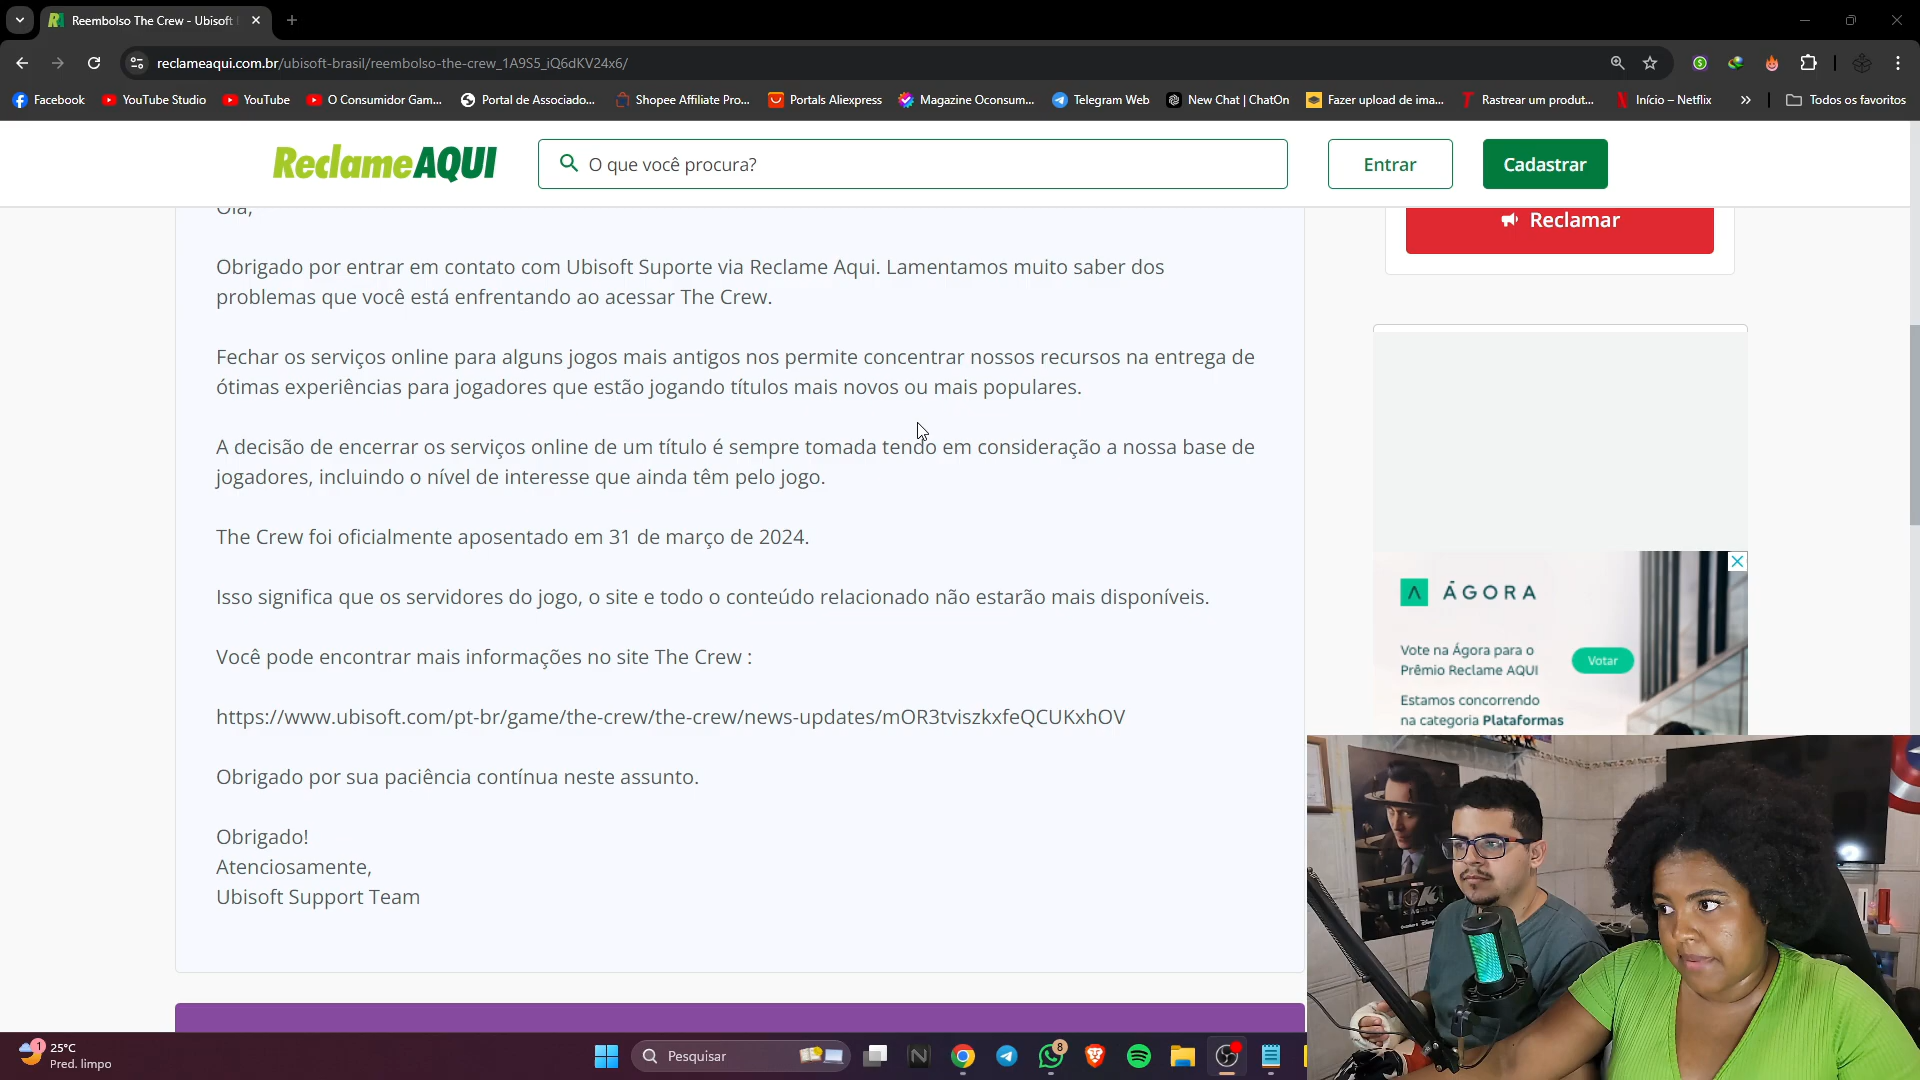 Reembolso The Crew - Ubisoft
reclameaqui.com.br/ubisoft-brasil/reembolso-the-crew_1A9S5_iQ6dKV24x6/
Facebook
YouTube Studio
YouTube
O Consumidor Gam...
Portal de Associado...
Shopee Affiliate Pro...
Portals Aliexpress
Magazine Oconsum...
Telegram Web
New Chat | ChatOn
Fazer upload de ima...
Rastrear um produt...
Início – Netflix
»
Todos os favoritos
ReclameAQUI
O que você procura?
Entrar
Cadastrar
Olá,
Obrigado por entrar em contato com Ubisoft Suporte via Reclame Aqui. Lamentamos muito saber dos
problemas que você está enfrentando ao acessar The Crew.
Fechar os serviços online para alguns jogos mais antigos nos permite concentrar nossos recursos na entrega de
ótimas experiências para jogadores que estão jogando títulos mais novos ou mais populares.
A decisão de encerrar os serviços online de um título é sempre tomada tendo em consideração a nossa base de
jogadores, incluindo o nível de interesse que ainda têm pelo jogo.
The Crew foi oficialmente aposentado em 31 de março de 2024.
Isso significa que os servidores do jogo, o site e todo o conteúdo relacionado não estarão mais disponíveis.
Você pode encontrar mais informações no site The Crew :
https://www.ubisoft.com/pt-br/game/the-crew/the-crew/news-updates/mOR3tviszkxfeQCUKxhOV
Obrigado por sua paciência contínua neste assunto.
Obrigado!
Atenciosamente,
Ubisoft Support Team
Reclamar
ÁGORA
Vote na Ágora para o
Prêmio Reclame AQUI
Votar
Estamos concorrendo
na categoria Plataformas
LOKI
1
25°C
Pred. limpo
Pesquisar
8